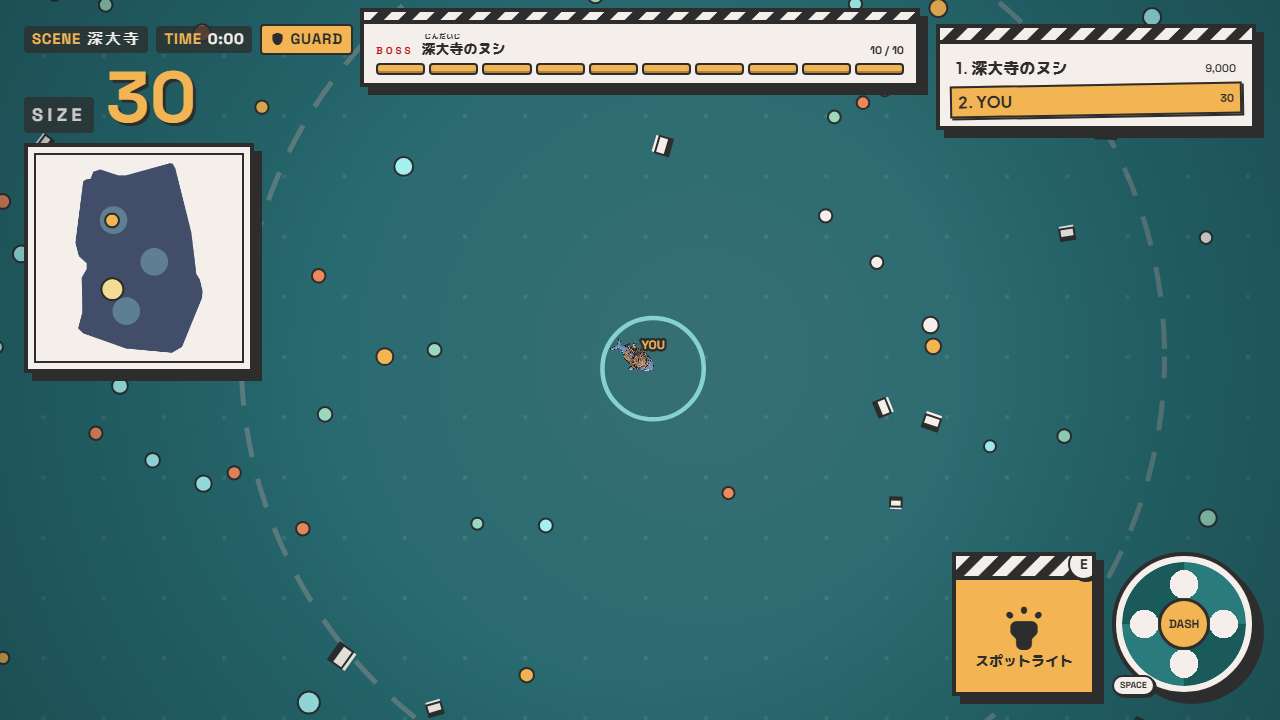 SCENE 深大寺
TIME 0:00
GUARD
SIZE 30
BOSS 深大寺のヌシ
じんだいじ
10 / 10
1. 深大寺のヌシ 9,000
2. YOU 30
YOU
E
スポットライト
DASH
SPACE